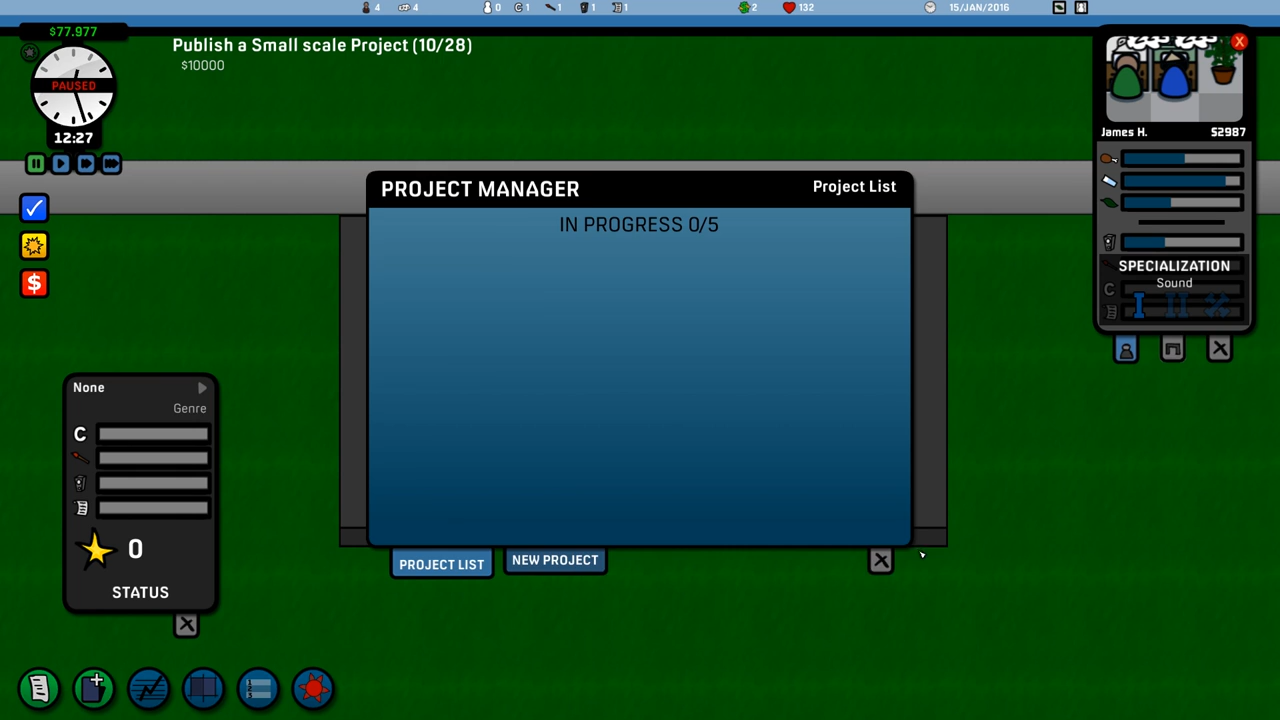 4 4 0 1 1 1 1 2 132 15/JAN/2016
$77.977
PAUSED
12:27
Publish a Small scale Project (10/28)
$10000
X
James H. $2987
C
SPECIALIZATION
Sound
PROJECT MANAGER Project List
IN PROGRESS 0/5
PROJECT LIST NEW PROJECT
None
Genre
C
0
STATUS